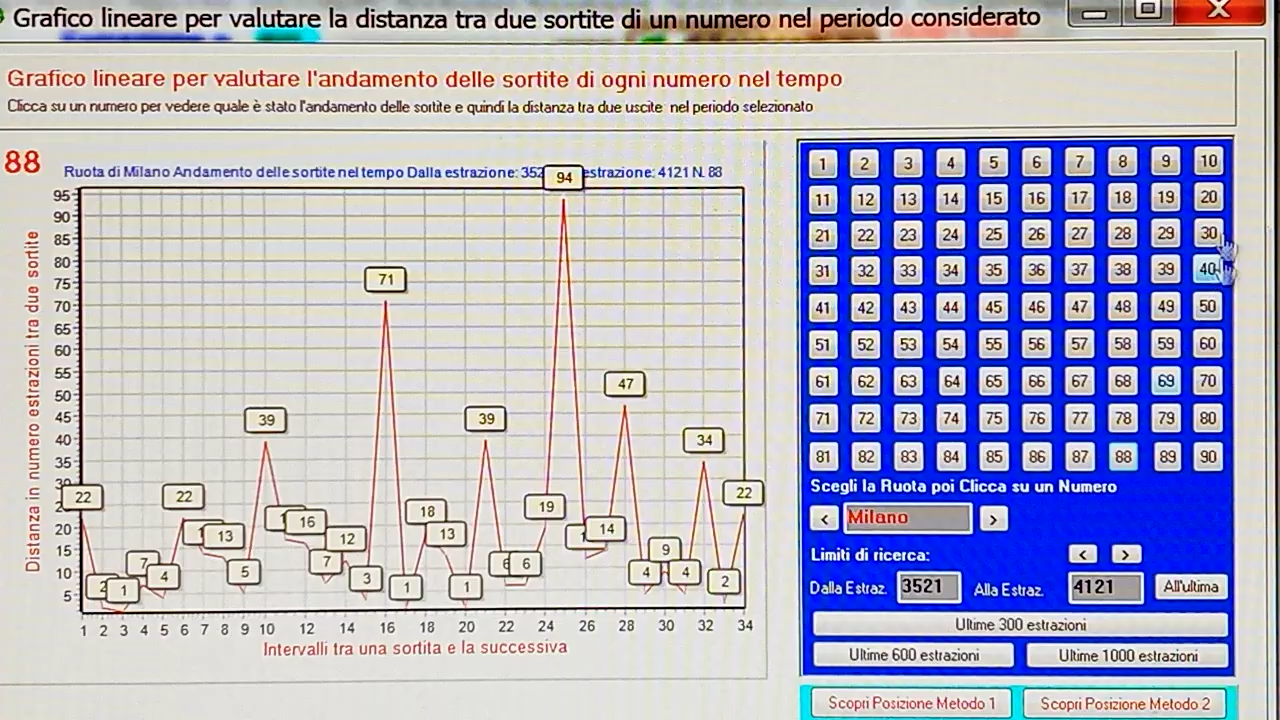 Grafico lineare per valutare la distanza tra due sortite di un numero nel periodo considerato
Grafico lineare per valutare l'andamento delle sortite di ogni numero nel tempo
Clicca su un numero per vedere quale è stato l'andamento delle sortite e quindi la distanza tra due uscite nel periodo selezionato
88
Ruota di Milano Andamento delle sortite nel tempo Dalla estrazione: 352 estrazione: 4121 N. 88
Distanza in numero estrazioni tra due sortite
95
90
85
80
75
70
65
60
55
50
45
40
35
30
20
15
10
5
22 2 1 7 4 22 13 5 39 16 7 12 3 71 1 18 13 1 39 6 6 19 94 14 47 4 9 4 34 2 22
1 2 3 4 5 6 7 8 9 10 12 14 16 18 20 22 24 26 28 30 32 34
Intervalli tra una sortita e la successiva
1 2 3 4 5 6 7 8 9 10
11 12 13 14 15 16 17 18 19 20
21 22 23 24 25 26 27 28 29 30
31 32 33 34 35 36 37 38 39 40
41 42 43 44 45 46 47 48 49 50
51 52 53 54 55 56 57 58 59 60
61 62 63 64 65 66 67 68 69 70
71 72 73 74 75 76 77 78 79 80
81 82 83 84 85 86 87 88 89 90
Scegli la Ruota poi Clicca su un Numero
< Milano >
Limiti di ricerca: < >
Dalla Estraz. 3521 Alla Estraz. 4121 All'ultima
Ultime 300 estrazioni
Ultime 600 estrazioni Ultime 1000 estrazioni
Scopri Posizione Metodo 1 Scopri Posizione Metodo 2